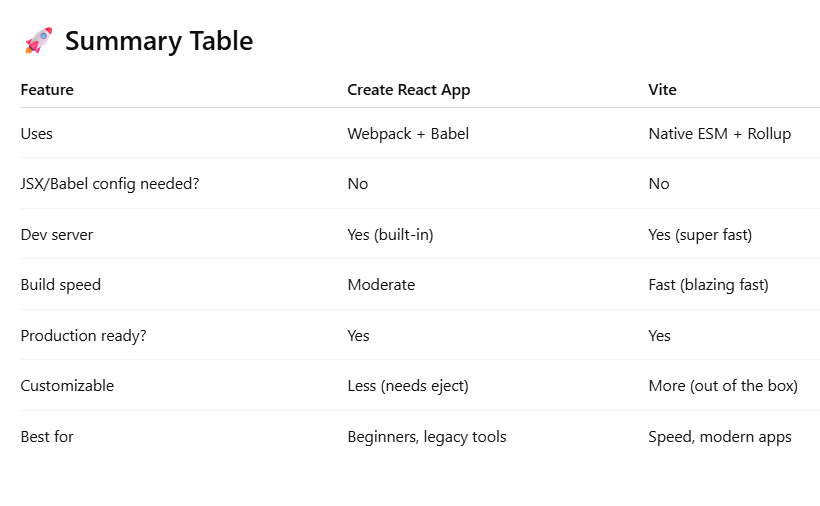 🚀 Summary Table
Feature Create React App Vite
Uses Webpack + Babel Native ESM + Rollup
JSX/Babel config needed? No No
Dev server Yes (built-in) Yes (super fast)
Build speed Moderate Fast (blazing fast)
Production ready? Yes Yes
Customizable Less (needs eject) More (out of the box)
Best for Beginners, legacy tools Speed, modern apps